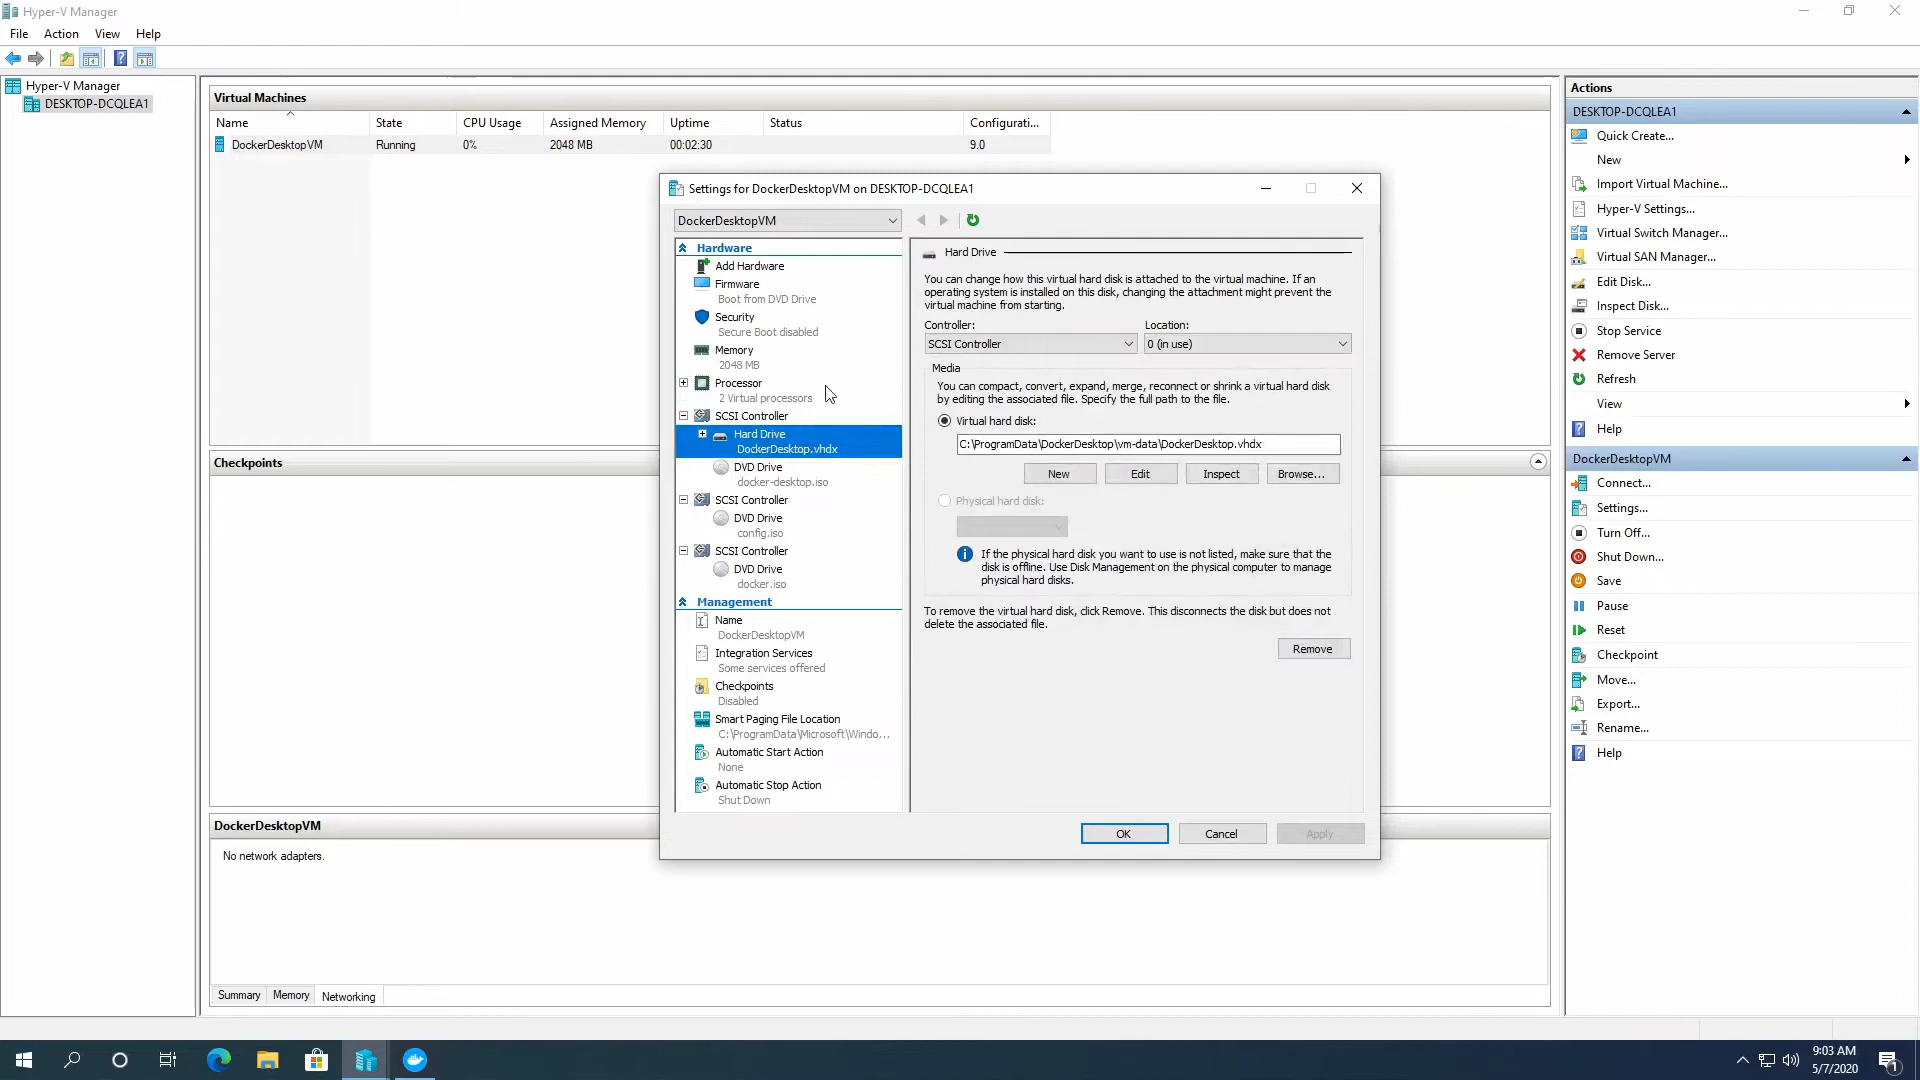 Hyper-V Manager
File Action View Help
Hyper-V Manager
DESKTOP-DCQLEA1
Virtual Machines
Name State CPU Usage Assigned Memory Uptime Status Configurati...
DockerDesktopVM Running 0% 2048 MB 00:02:30 9.0
Checkpoints
DockerDesktopVM
No network adapters.
Summary Memory Networking
Settings for DockerDesktopVM on DESKTOP-DCQLEA1
DockerDesktopVM
Hardware
Add Hardware
Firmware
Boot from DVD Drive
Security
Secure Boot disabled
Memory
2048 MB
Processor
2 Virtual processors
SCSI Controller
Hard Drive
DockerDesktop.vhdx
DVD Drive
docker-desktop.iso
SCSI Controller
DVD Drive
config.iso
SCSI Controller
DVD Drive
docker.iso
Management
Name
DockerDesktopVM
Integration Services
Some services offered
Checkpoints
Disabled
Smart Paging File Location
C:\ProgramData\Microsoft\Windo...
Automatic Start Action
None
Automatic Stop Action
Shut Down
Hard Drive
You can change how this virtual hard disk is attached to the virtual machine. If an
operating system is installed on this disk, changing the attachment might prevent the
virtual machine from starting.
Controller: Location:
SCSI Controller 0 (in use)
Media
You can compact, convert, expand, merge, reconnect or shrink a virtual hard disk
by editing the associated file. Specify the full path to the file.
Virtual hard disk:
C:\ProgramData\DockerDesktop\vm-data\DockerDesktop.vhdx
New Edit Inspect Browse...
Physical hard disk:
If the physical hard disk you want to use is not listed, make sure that the
disk is offline. Use Disk Management on the physical computer to manage
physical hard disks.
To remove the virtual hard disk, click Remove. This disconnects the disk but does not
delete the associated file.
Remove
OK Cancel Apply
Actions
DESKTOP-DCQLEA1
Quick Create...
New
Import Virtual Machine...
Hyper-V Settings...
Virtual Switch Manager...
Virtual SAN Manager...
Edit Disk...
Inspect Disk...
Stop Service
Remove Server
Refresh
View
Help
DockerDesktopVM
Connect...
Settings...
Turn Off...
Shut Down...
Save
Pause
Reset
Checkpoint
Move...
Export...
Rename...
Help
9:03 AM
5/7/2020
1